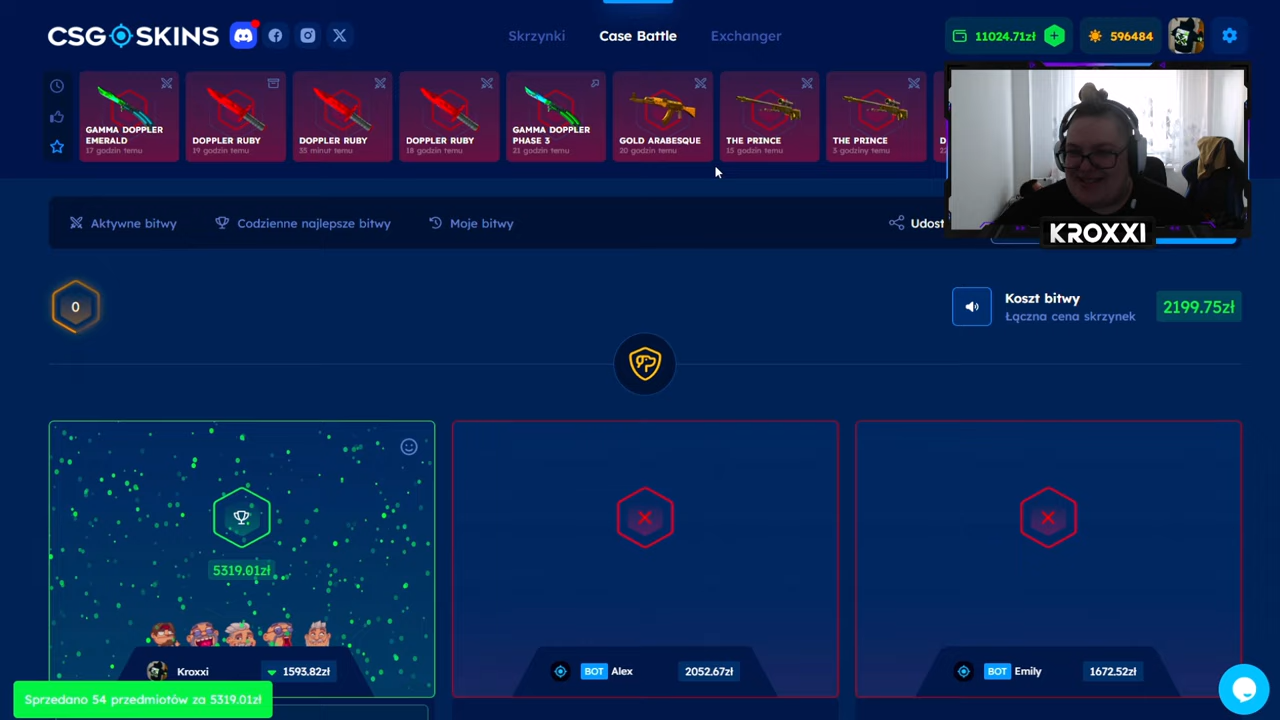 CSG SKINS
Skrzynki
Case Battle
Exchanger
11024.71zł
596484
GAMMA DOPPLER EMERALD
17 godzin temu
DOPPLER RUBY
19 godzin temu
DOPPLER RUBY
35 minut temu
DOPPLER RUBY
18 godzin temu
GAMMA DOPPLER PHASE 3
21 godzin temu
GOLD ARABESQUE
20 godzin temu
THE PRINCE
15 godzin temu
THE PRINCE
3 godziny temu
KROXXI
Aktywne bitwy
Codzienne najlepsze bitwy
Moje bitwy
Udost
0
Koszt bitwy
Łączna cena skrzynek
2199.75zł
5319.01zł
Kroxxi
1593.82zł
BOT Alex
2052.67zł
BOT Emily
1672.52zł
Sprzedano 54 przedmiotów za 5319.01zł